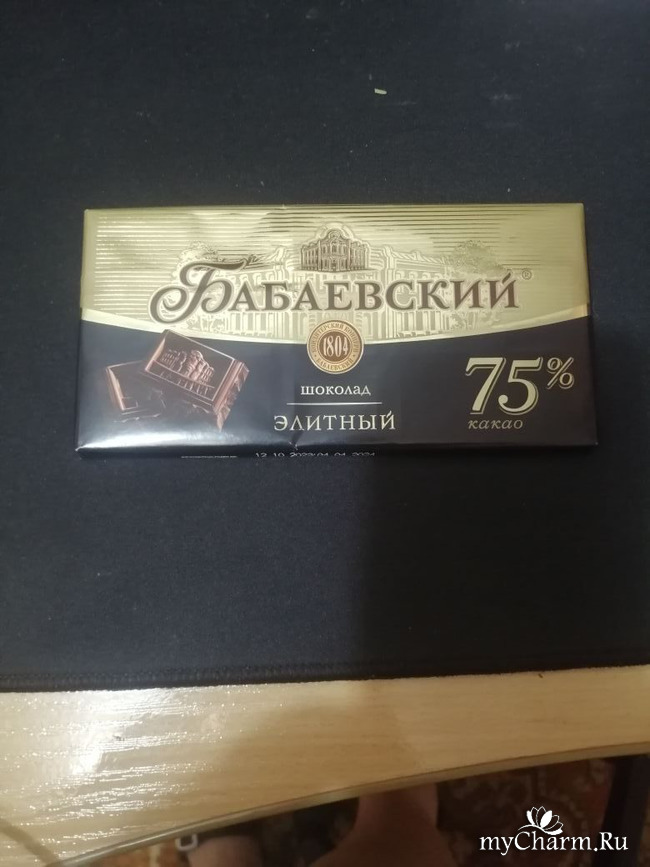 БАБАЕВСКИЙ®
1804
шоколад
ЭЛИТНЫЙ
75%
какао
myCharm.Ru